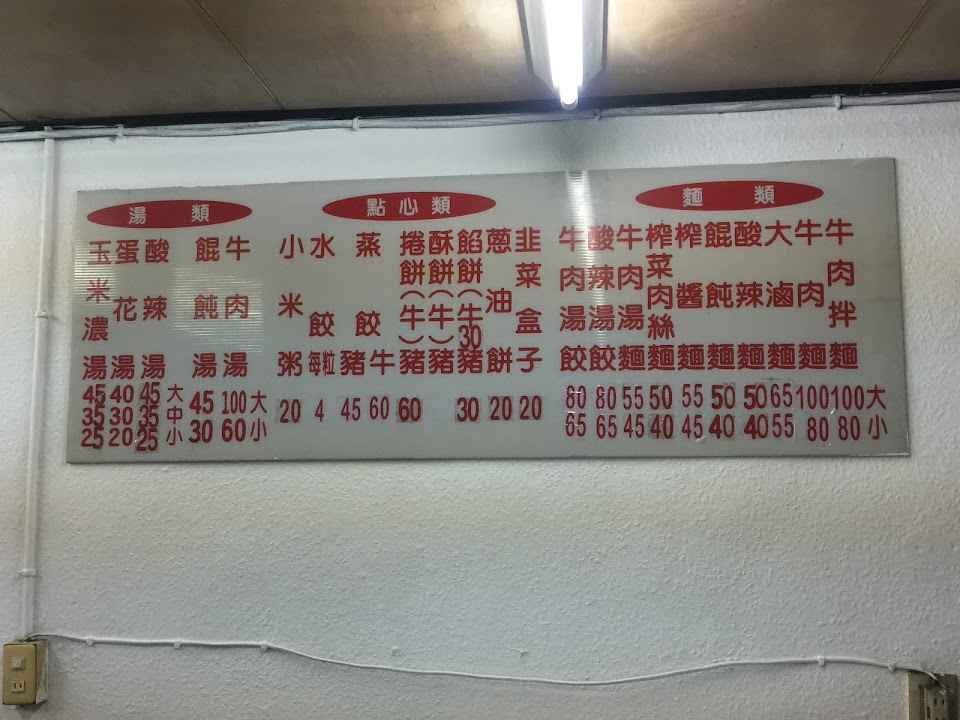 麵類
大 小
牛肉拌麵 100 80
牛肉麵 100 80
大滷麵 65 55
酸辣麵 50 40
餛飩麵 50 40
榨醬麵 55 45
榨菜肉絲麵 50 40
牛肉湯麵 55 45
酸辣湯餃 80 65
牛肉湯餃 80 65
點心類
韭菜盒子 20
蔥油餅 20
餡餅(牛30 豬 30
酥餅(牛)豬
捲餅(牛)豬 60
蒸餃 牛 60 豬 45
水餃 每粒 4
小米粥 20
湯類
大 小
牛肉湯 100 60
餛飩湯 45 30
大 中 小
酸辣湯 45 35 25
蛋花湯 40 30 20
玉米濃湯 45 35 25